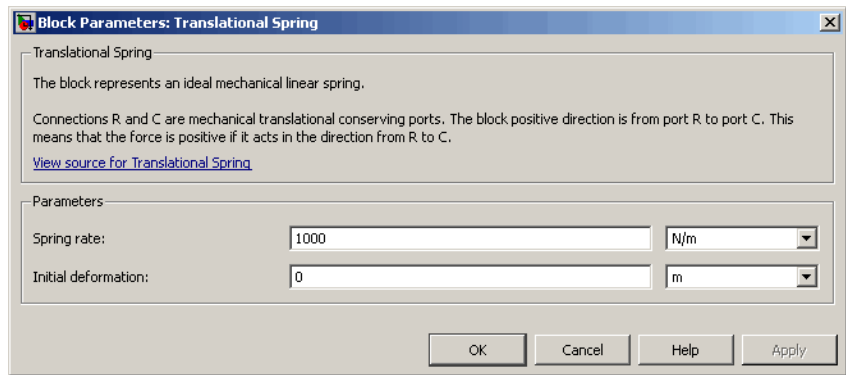 Block Parameters: Translational Spring
Translational Spring
The block represents an ideal mechanical linear spring.
Connections R and C are mechanical translational conserving ports. The block positive direction is from port R to port C. This
means that the force is positive if it acts in the direction from R to C.
View source for Translational Spring
Parameters
Spring rate: 1000 N/m
Initial deformation: 0 m
OK Cancel Help Apply